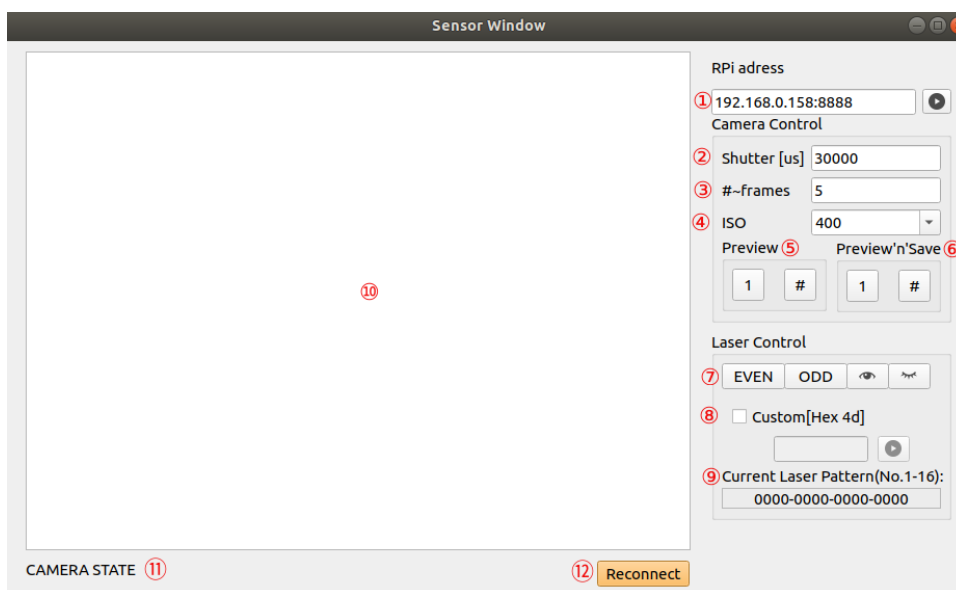 Sensor Window
RPi adress
① 192.168.0.158:8888
Camera Control
② Shutter [us] 30000
③ #~frames 5
④ ISO 400
Preview ⑤ Preview'n'Save ⑥
1 # 1 #
⑩
Laser Control
⑦ EVEN ODD
⑧ Custom[Hex 4d]
⑨ Current Laser Pattern(No.1-16):
0000-0000-0000-0000
CAMERA STATE ⑪
⑫ Reconnect